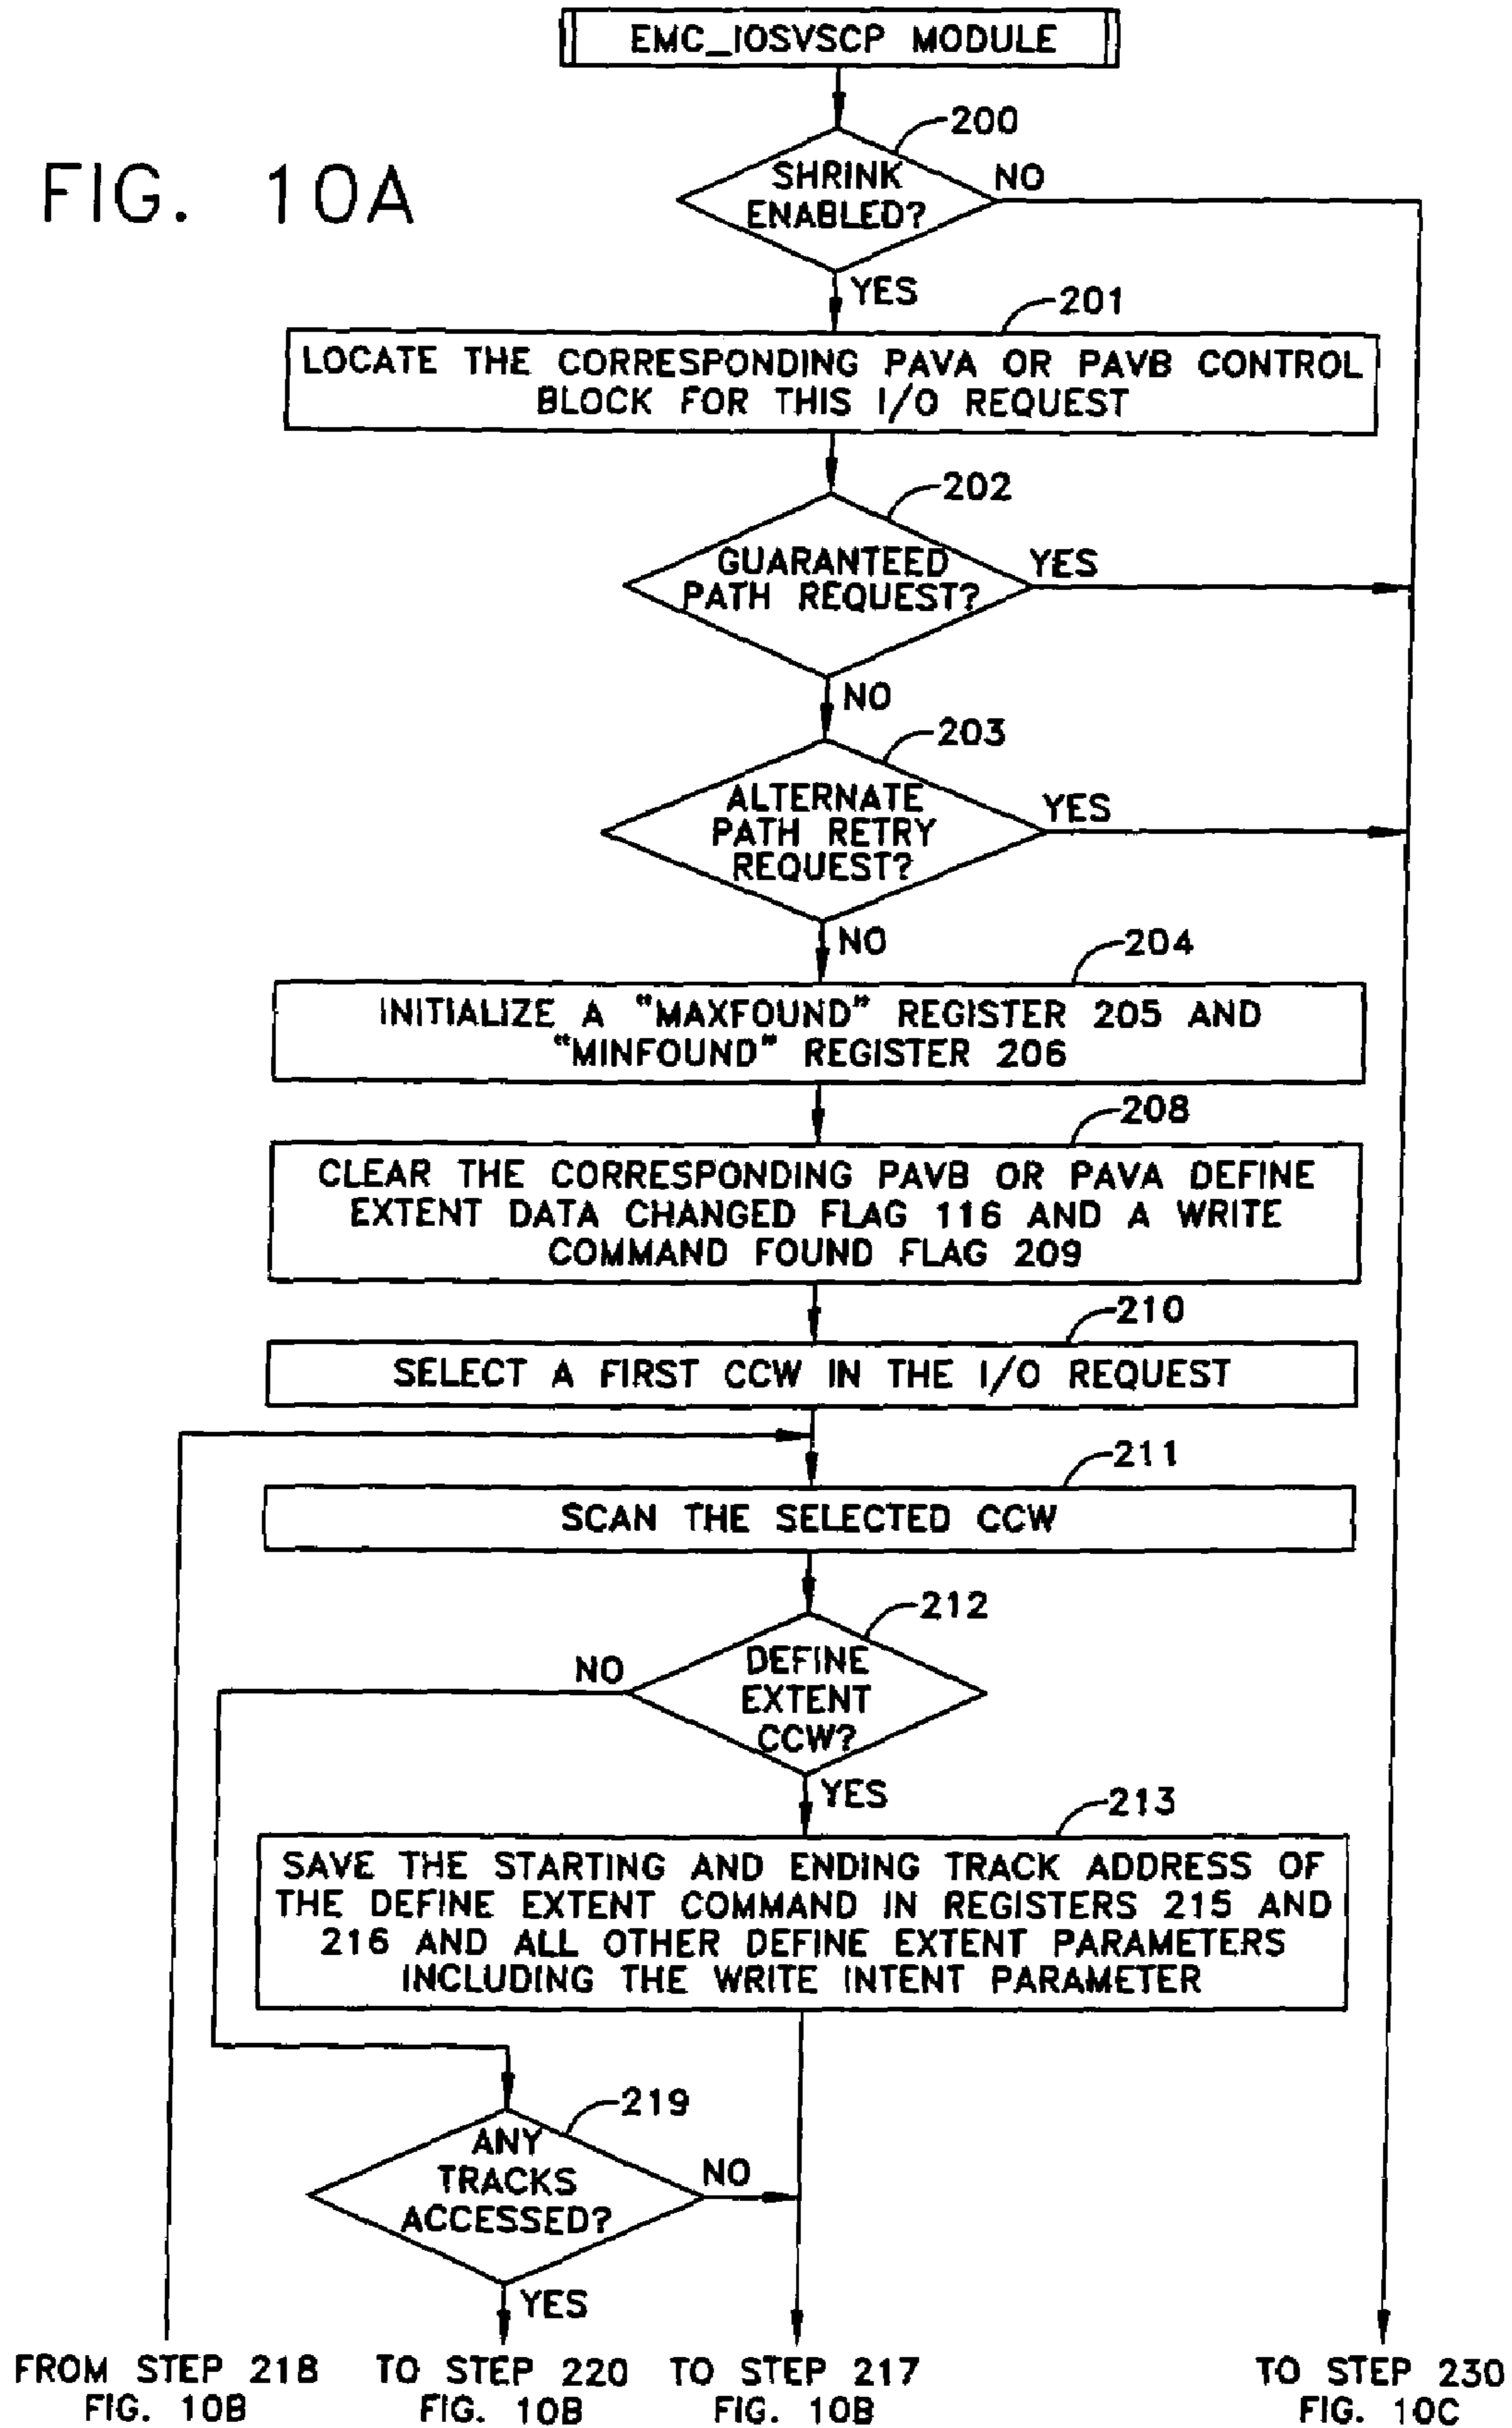 EMC_IOSVSCP MODULE
FIG. 10A
200
SHRINK
ENABLED?
NO
YES
201
LOCATE THE CORRESPONDING PAVA OR PAVB CONTROL
BLOCK FOR THIS I/O REQUEST
202
GUARANTEED
PATH REQUEST?
YES
NO
203
ALTERNATE
PATH RETRY
REQUEST?
YES
NO
204
INITIALIZE A "MAXFOUND" REGISTER 205 AND
"MINFOUND" REGISTER 206
208
CLEAR THE CORRESPONDING PAVB OR PAVA DEFINE
EXTENT DATA CHANGED FLAG 116 AND A WRITE
COMMAND FOUND FLAG 209
210
SELECT A FIRST CCW IN THE I/O REQUEST
211
SCAN THE SELECTED CCW
212
DEFINE
EXTENT
CCW?
NO
YES
213
SAVE THE STARTING AND ENDING TRACK ADDRESS OF
THE DEFINE EXTENT COMMAND IN REGISTERS 215 AND
216 AND ALL OTHER DEFINE EXTENT PARAMETERS
INCLUDING THE WRITE INTENT PARAMETER
219
ANY
TRACKS
ACCESSED?
NO
YES
FROM STEP 218
FIG. 10B
TO STEP 220
FIG. 10B
TO STEP 217
FIG. 10B
TO STEP 230
FIG. 10C